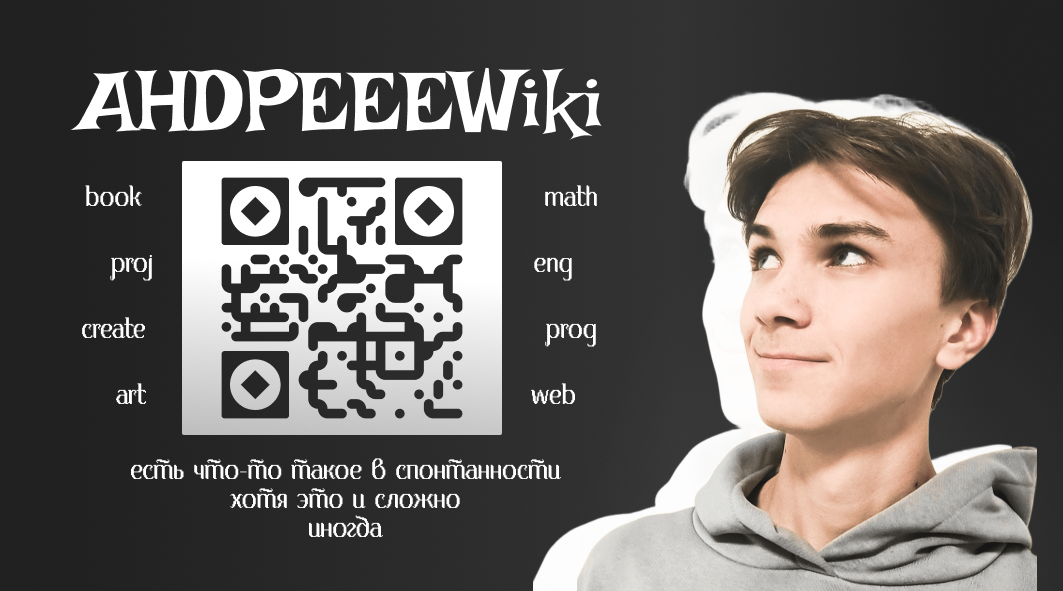 AHDPEEEWiki
book
math
proj
eng
create
prog
art
web
есть что-то такое в спонтанности
хотя это и сложно
иногда